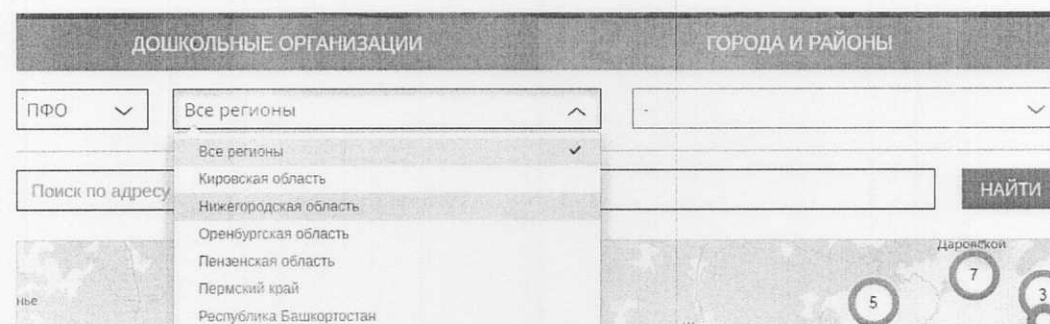 ДОШКОЛЬНЫЕ ОРГАНИЗАЦИИ ГОРОДА И РАЙОНЫ
ПФО Все регионы -
Все регионы
Кировская область
Поиск по адресу НАЙТИ
Нижегородская область
Оренбургская область
Даровской
Пензенская область
7
Пермский край
3
нье
5
Республика Башкортостан